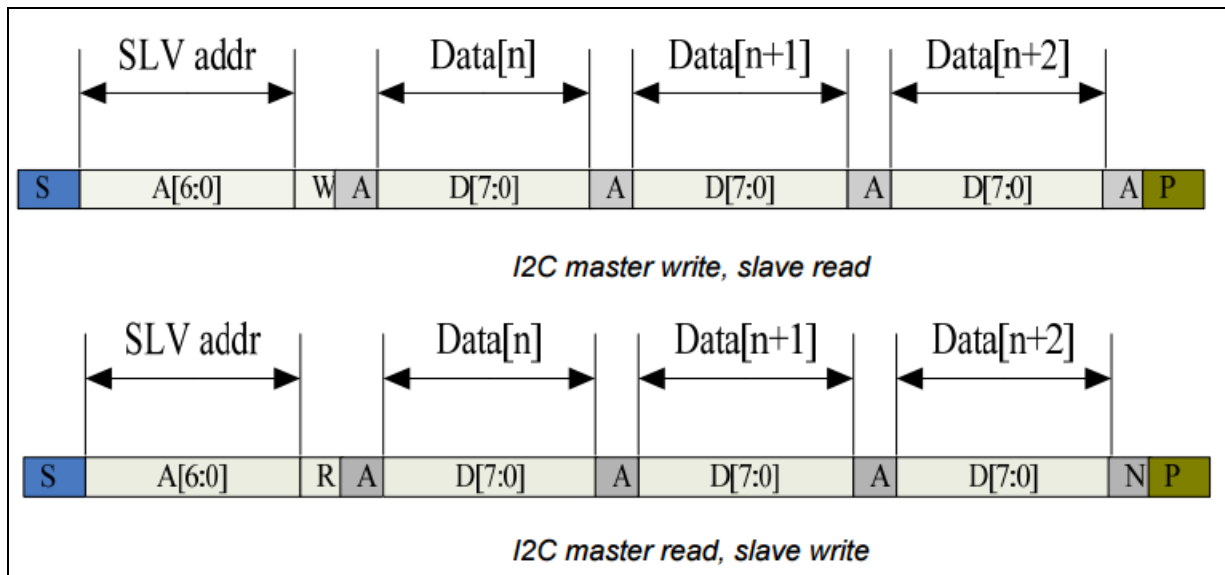 SLV addr Data[n] Data[n+1] Data[n+2]
S A[6:0] W A D[7:0] A D[7:0] A D[7:0] A P
I2C master write, slave read
SLV addr Data[n] Data[n+1] Data[n+2]
S A[6:0] R A D[7:0] A D[7:0] A D[7:0] N P
I2C master read, slave write